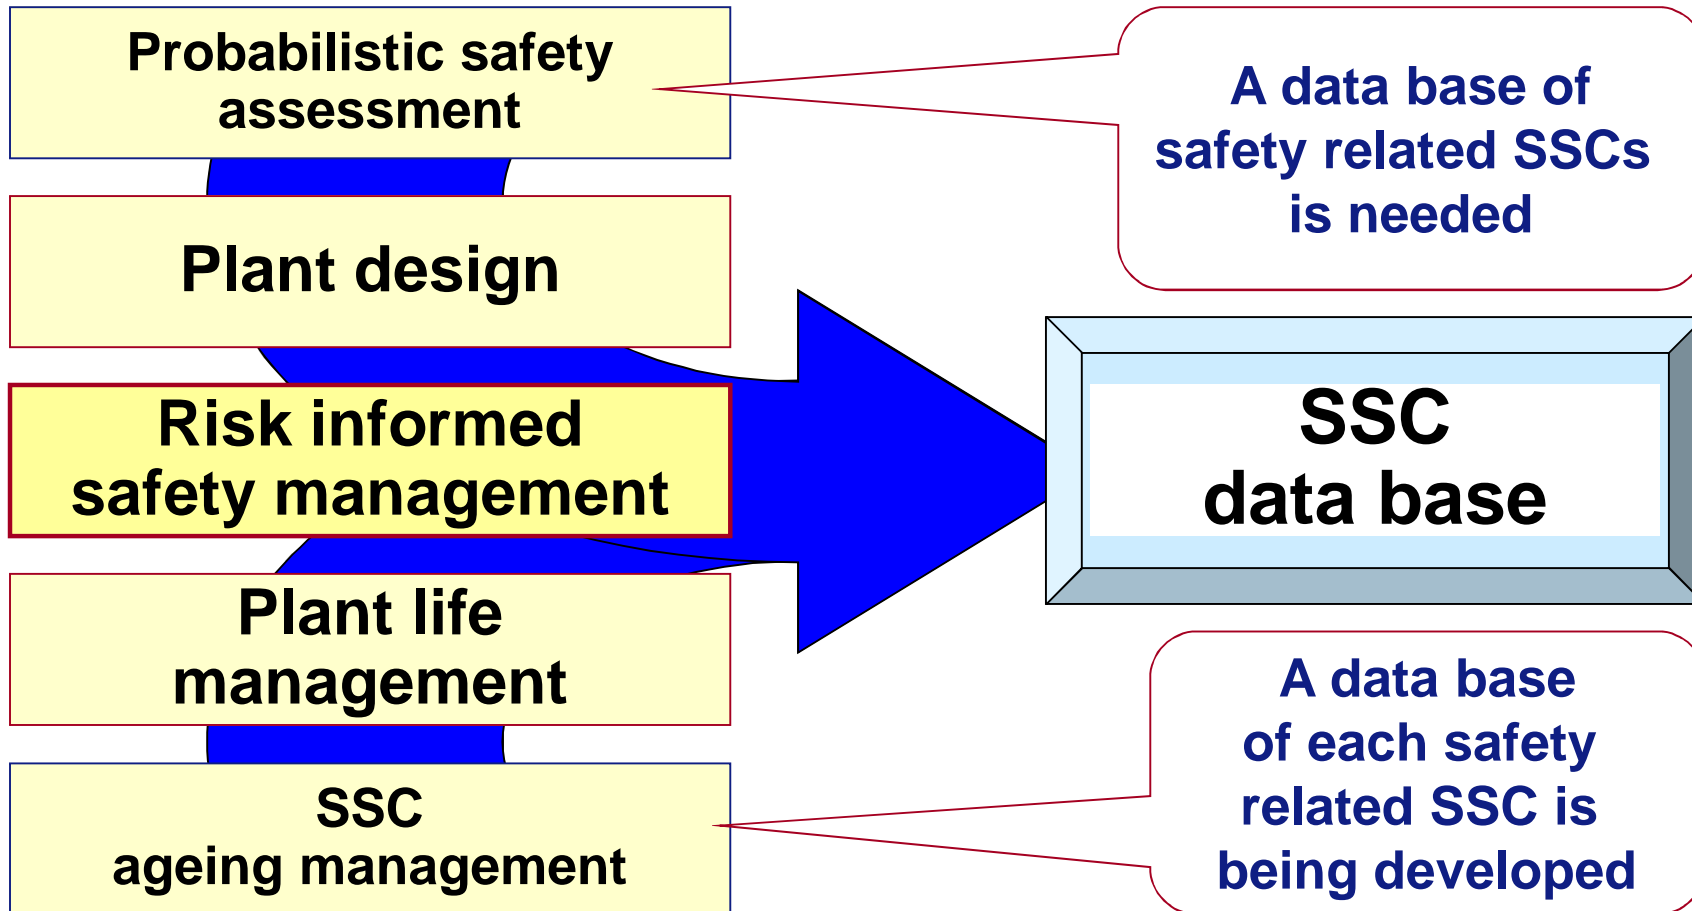 Probabilistic safety
assessment
Plant design
Risk informed
safety management
Plant life
management
SSC
ageing management
A data base of
safety related SSCs
is needed
SSC
data base
A data base
of each safety
related SSC is
being developed